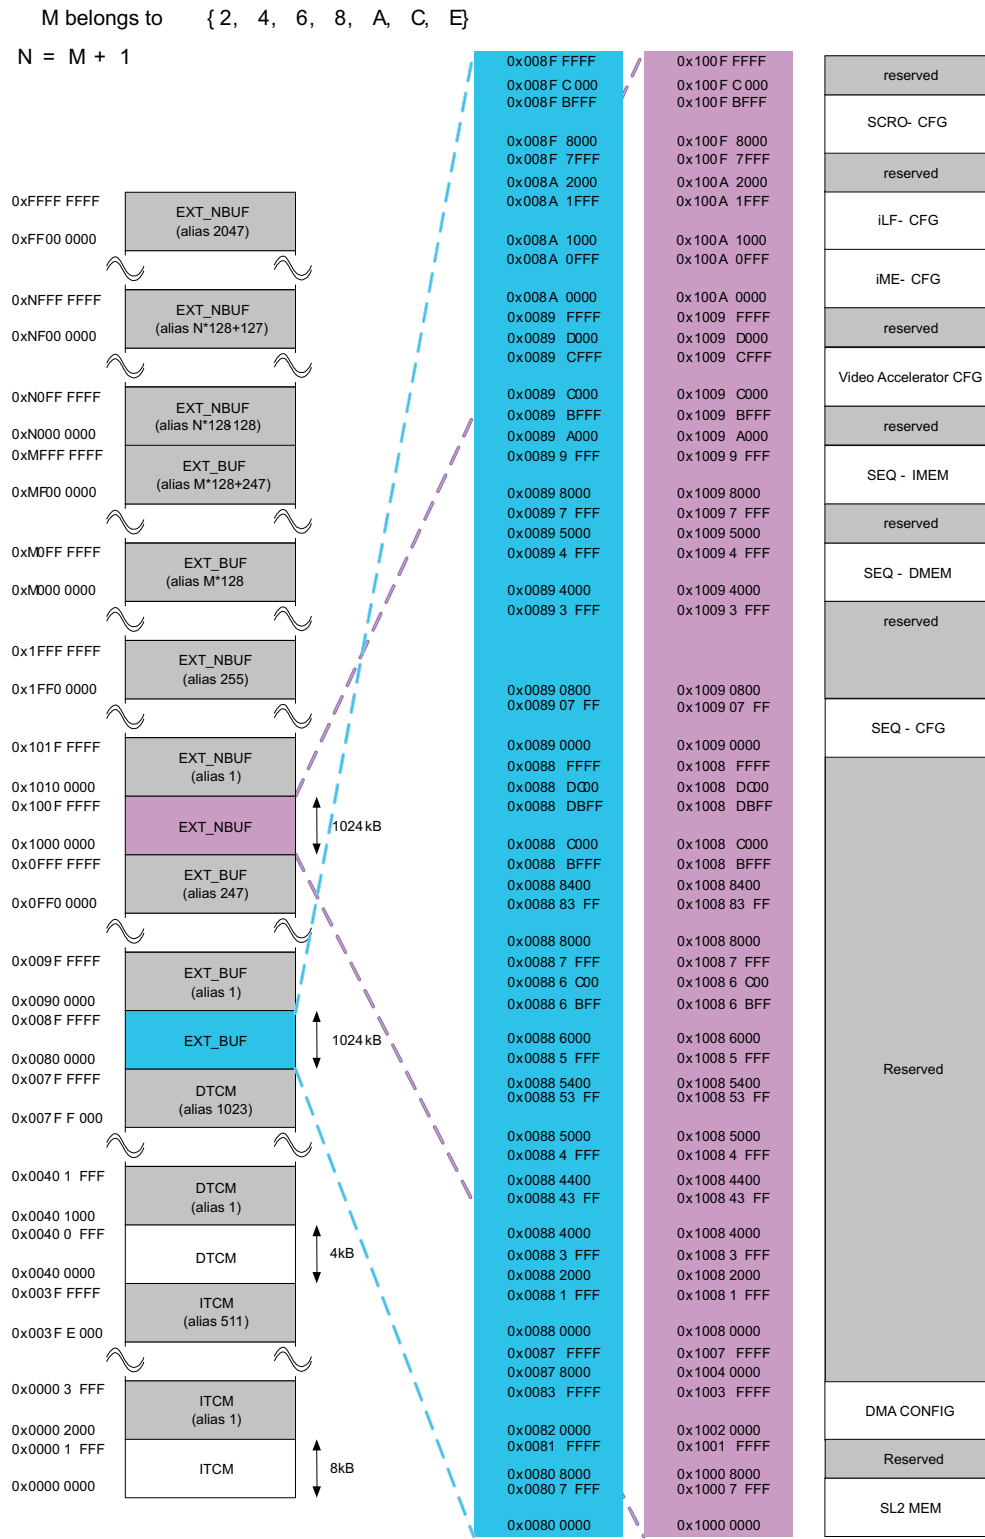 M belongs to { 2, 4, 6, 8, A, C, E}
N = M + 1
0xFFFF FFFF
EXT_NBUF
(alias 2047)
0xFF00 0000
0xNFFF FFFF
EXT_NBUF
(alias N*128+127)
0xNF00 0000
0xN0FF FFFF
EXT_NBUF
(alias N*128-128)
0xN000 0000
0xMFFF FFFF
EXT_BUF
(alias M*128+247)
0xMF00 0000
0xM0FF FFFF
EXT_BUF
(alias M*128
0xM000 0000
0x1FFF FFFF
EXT_NBUF
(alias 255)
0x1FF0 0000
0x101F FFFF
EXT_NBUF
(alias 1)
0x1010 0000
0x100F FFFF
EXT_NBUF
1024kB
0x1000 0000
0x0FFF FFFF
EXT_BUF
(alias 247)
0x0FF0 0000
0x009F FFFF
EXT_BUF
(alias 1)
0x0090 0000
0x008F FFFF
EXT_BUF
1024kB
0x0080 0000
0x007F FFFF
DTCM
(alias 1023)
0x007F F 000
0x0040 1 FFF
DTCM
(alias 1)
0x0040 1000
0x0040 0 FFF
DTCM
4kB
0x0040 0000
0x003F FFFF
ITCM
(alias 511)
0x003F E 000
0x0000 3 FFF
ITCM
(alias 1)
0x0000 2000
0x0000 1 FFF
ITCM
8kB
0x0000 0000
0x008F FFFF 0x100F FFFF
0x008F C000 0x100F C000
0x008F BFFF 0x100F BFFF
0x008F 8000 0x100F 8000
0x008F 7FFF 0x100F 7FFF
0x008A 2000 0x100A 2000
0x008A 1FFF 0x100A 1FFF
0x008A 1000 0x100A 1000
0x008A 0FFF 0x100A 0FFF
0x008A 0000 0x100A 0000
0x0089 FFFF 0x1009 FFFF
0x0089 D000 0x1009 D000
0x0089 CFFF 0x1009 CFFF
0x0089 C000 0x1009 C000
0x0089 BFFF 0x1009 BFFF
0x0089 A000 0x1009 A000
0x0089 9 FFF 0x1009 9 FFF
0x0089 8000 0x1009 8000
0x0089 7 FFF 0x1009 7 FFF
0x0089 5000 0x1009 5000
0x0089 4 FFF 0x1009 4 FFF
0x0089 4000 0x1009 4000
0x0089 3 FFF 0x1009 3 FFF
0x0089 0800 0x1009 0800
0x0089 07 FF 0x1009 07 FF
0x0089 0000 0x1009 0000
0x0088 FFFF 0x1008 FFFF
0x0088 DC00 0x1008 DC00
0x0088 DBFF 0x1008 DBFF
0x0088 C000 0x1008 C000
0x0088 BFFF 0x1008 BFFF
0x0088 8400 0x1008 8400
0x0088 83 FF 0x1008 83 FF
0x0088 8000 0x1008 8000
0x0088 7 FFF 0x1008 7 FFF
0x0088 6 C00 0x1008 6 C00
0x0088 6 BFF 0x1008 6 BFF
0x0088 6000 0x1008 6000
0x0088 5 FFF 0x1008 5 FFF
0x0088 5400 0x1008 5400
0x0088 53 FF 0x1008 53 FF
0x0088 5000 0x1008 5000
0x0088 4 FFF 0x1008 4 FFF
0x0088 4400 0x1008 4400
0x0088 43 FF 0x1008 43 FF
0x0088 4000 0x1008 4000
0x0088 3 FFF 0x1008 3 FFF
0x0088 2000 0x1008 2000
0x0088 1 FFF 0x1008 1 FFF
0x0088 0000 0x1008 0000
0x0087 FFFF 0x1007 FFFF
0x0087 8000 0x1004 0000
0x0083 FFFF 0x1003 FFFF
0x0082 0000 0x1002 0000
0x0081 FFFF 0x1001 FFFF
0x0080 8000 0x1000 8000
0x0080 7 FFF 0x1000 7 FFF
0x0080 0000 0x1000 0000
reserved
SCRO- CFG
reserved
iLF- CFG
iME- CFG
reserved
Video Accelerator CFG
reserved
SEQ - IMEM
reserved
SEQ - DMEM
reserved
SEQ - CFG
Reserved
DMA CONFIG
Reserved
SL2 MEM